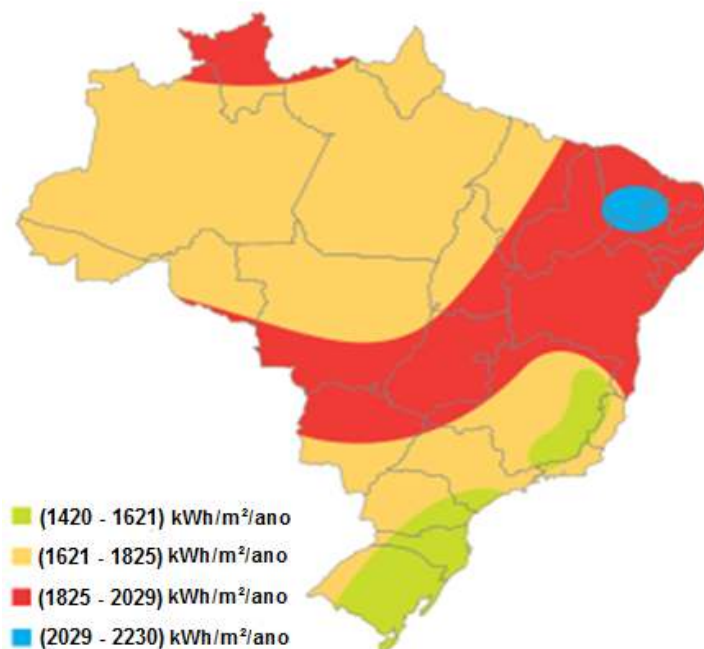 (1420 - 1621) kWh/m²/ano
(1621 - 1825) kWh/m²/ano
(1825 - 2029) kWh/m²/ano
(2029 - 2230) kWh/m²/ano